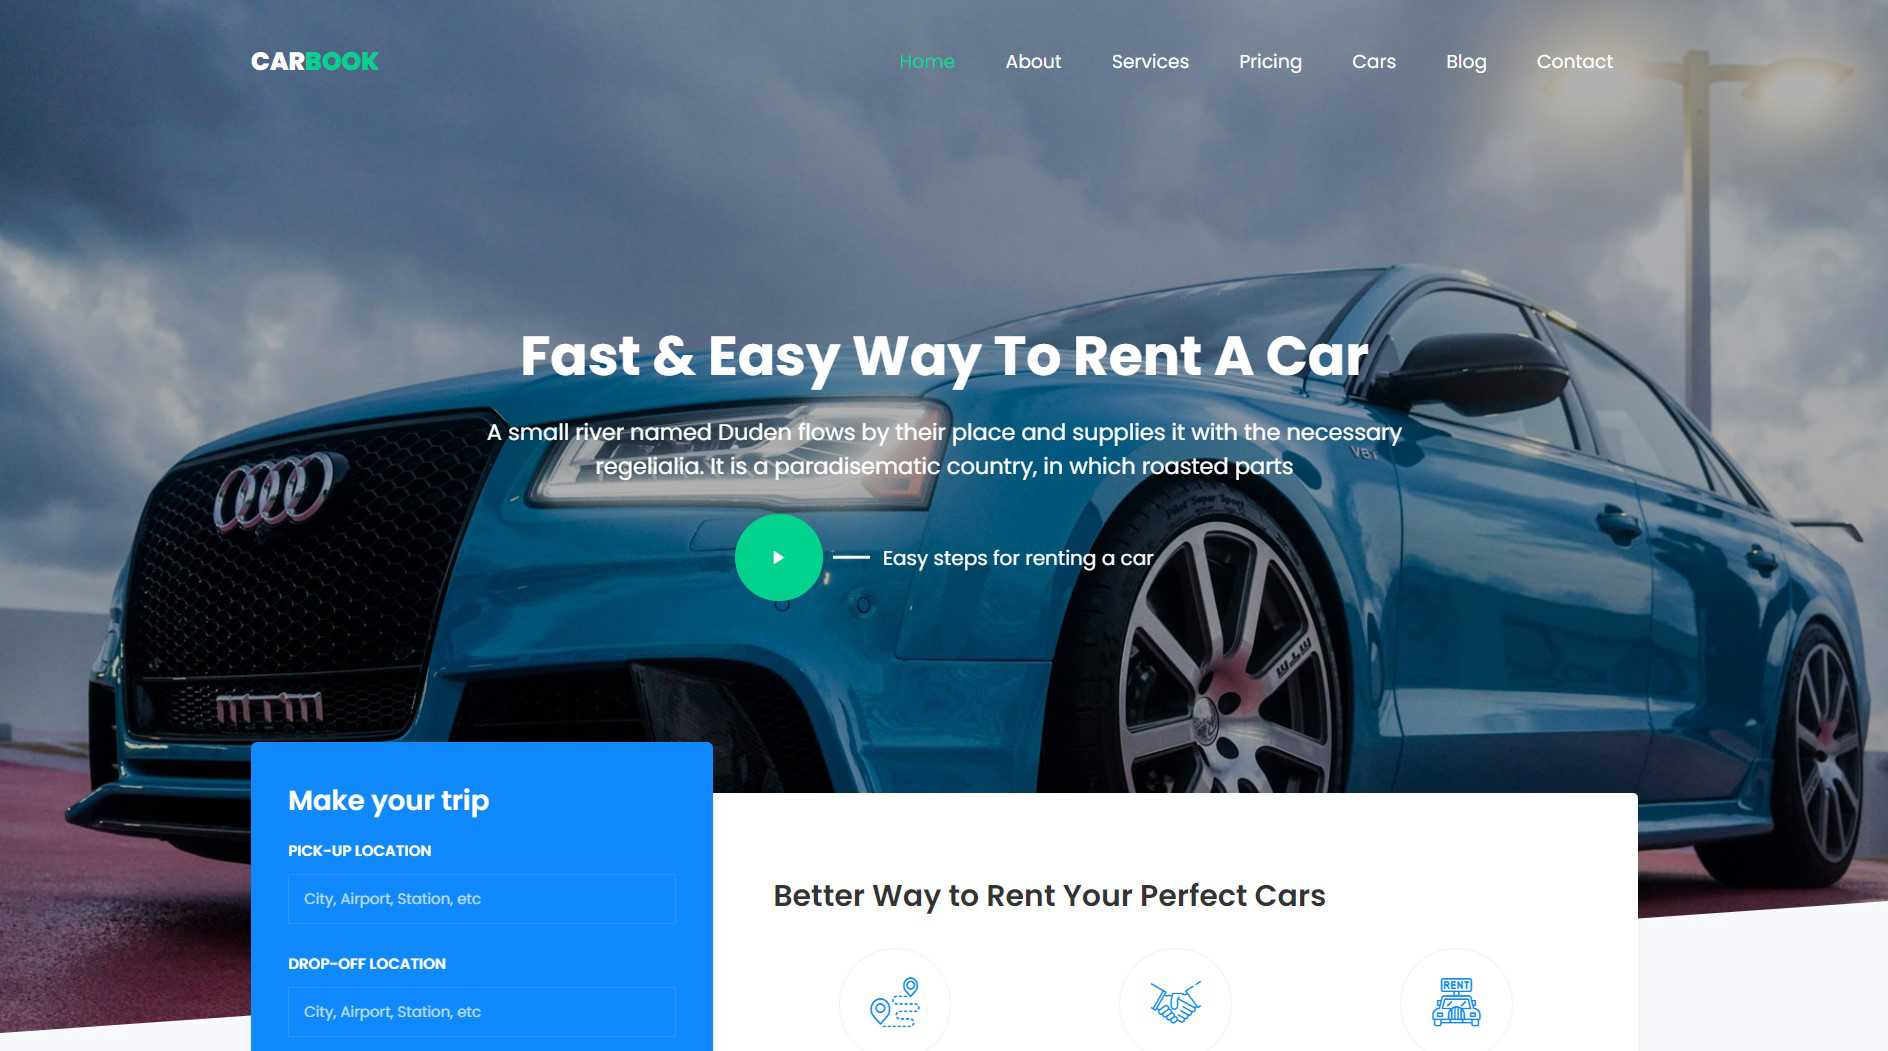 CARBOOK
Home About Services Pricing Cars Blog Contact
Fast & Easy Way To Rent A Car
A small river named Duden flows by their place and supplies it with the necessary
regelialia. It is a paradisematic country, in which roasted parts
Easy steps for renting a car
V8T
mtm
Make your trip
PICK-UP LOCATION
City, Airport, Station, etc
DROP-OFF LOCATION
City, Airport, Station, etc
Better Way to Rent Your Perfect Cars
RENT